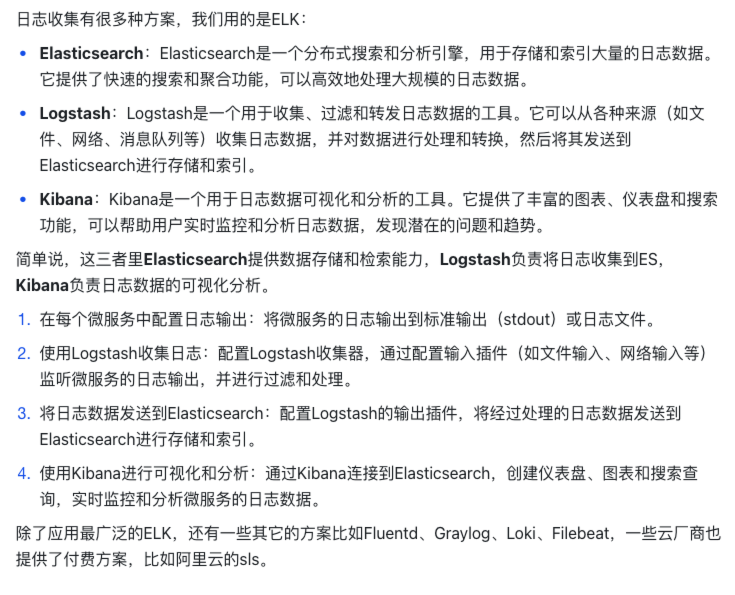 日志收集有很多种方案，我们用的是ELK：
• Elasticsearch：Elasticsearch是一个分布式搜索和分析引擎，用于存储和索引大量的日志数据。
它提供了快速的搜索和聚合功能，可以高效地处理大规模的日志数据。
• Logstash：Logstash是一个用于收集、过滤和转发日志数据的工具。它可以从各种来源（如文
件、网络、消息队列等）收集日志数据，并对数据进行处理和转换，然后将其发送到
Elasticsearch进行存储和索引。
• Kibana：Kibana是一个用于日志数据可视化和分析的工具。它提供了丰富的图表、仪表盘和搜索
功能，可以帮助用户实时监控和分析日志数据，发现潜在的问题和趋势。
简单说，这三者里Elasticsearch提供数据存储和检索能力，Logstash负责将日志收集到ES，
Kibana负责日志数据的可视化分析。
1. 在每个微服务中配置日志输出：将微服务的日志输出到标准输出（stdout）或日志文件。
2. 使用Logstash收集日志：配置Logstash收集器，通过配置输入插件（如文件输入、网络输入等）
监听微服务的日志输出，并进行过滤和处理。
3. 将日志数据发送到Elasticsearch：配置Logstash的输出插件，将经过处理的日志数据发送到
Elasticsearch进行存储和索引。
4. 使用Kibana进行可视化和分析：通过Kibana连接到Elasticsearch，创建仪表盘、图表和搜索查
询，实时监控和分析微服务的日志数据。
除了应用最广泛的ELK，还有一些其它的方案比如Fluentd、Graylog、Loki、Filebeat，一些云厂商也
提供了付费方案，比如阿里云的sls。